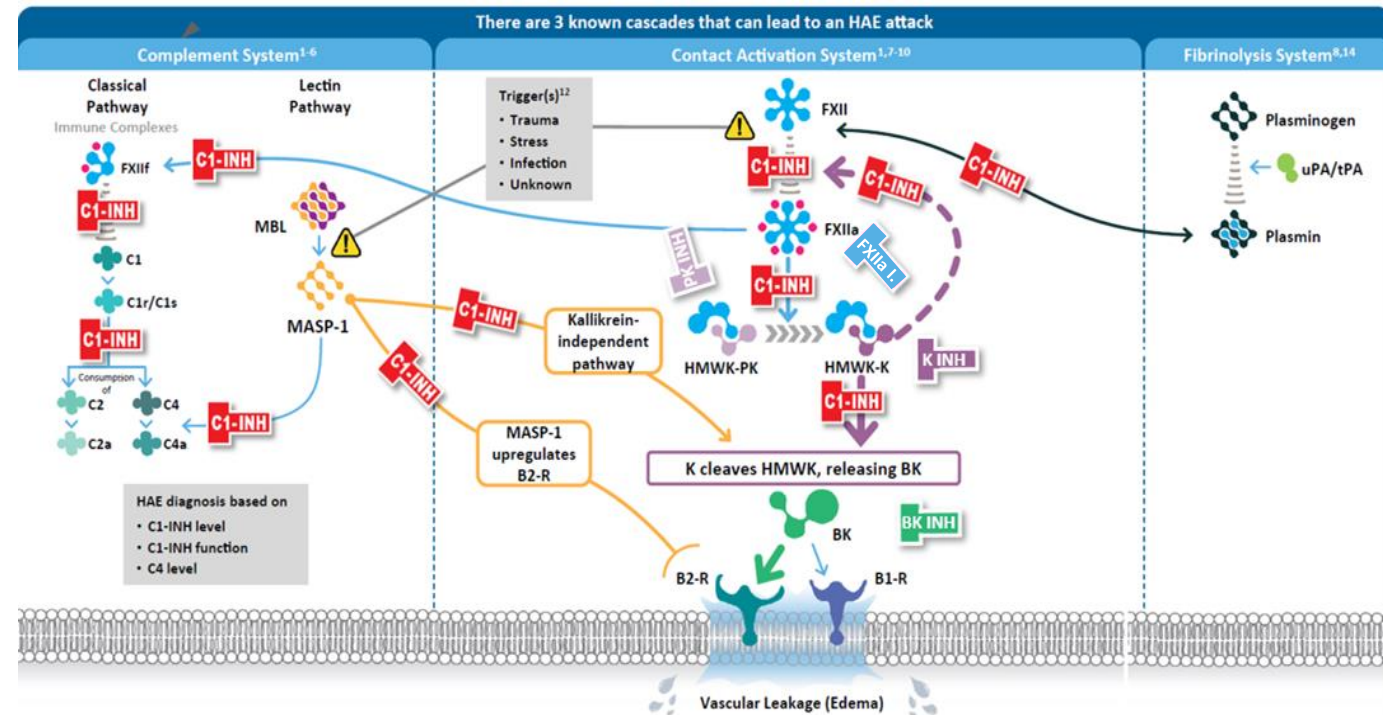 There are 3 known cascades that can lead to an HAE attack
Complement System1-6
Contact Activation System1,7-10
Fibrinolysis System8,14
Classical
Pathway
Immune Complexes
FXIIf
C1-INH
C1-INH
C1
C1r/C1s
C1-INH
Consumption
of
C2
C4
C2a
C4a
C1-INH
Lectin
Pathway
MBL
MASP-1
HAE diagnosis based on
• C1-INH level
• C1-INH function
• C4 level
Trigger(s)12
• Trauma
• Stress
• Infection
• Unknown
FXII
C1-INH
C1-INH
C1-INH
FXIIa
PK INH
FXIIa I.
C1-INH
C1-INH
Kallikrein-
independent
pathway
HMWK-PK
HMWK-K
K INH
C1-INH
C1-INH
MASP-1
upregulates
B2-R
K cleaves HMWK, releasing BK
BK
BK INH
B2-R
B1-R
Vascular Leakage (Edema)
Plasminogen
uPA/tPA
Plasmin